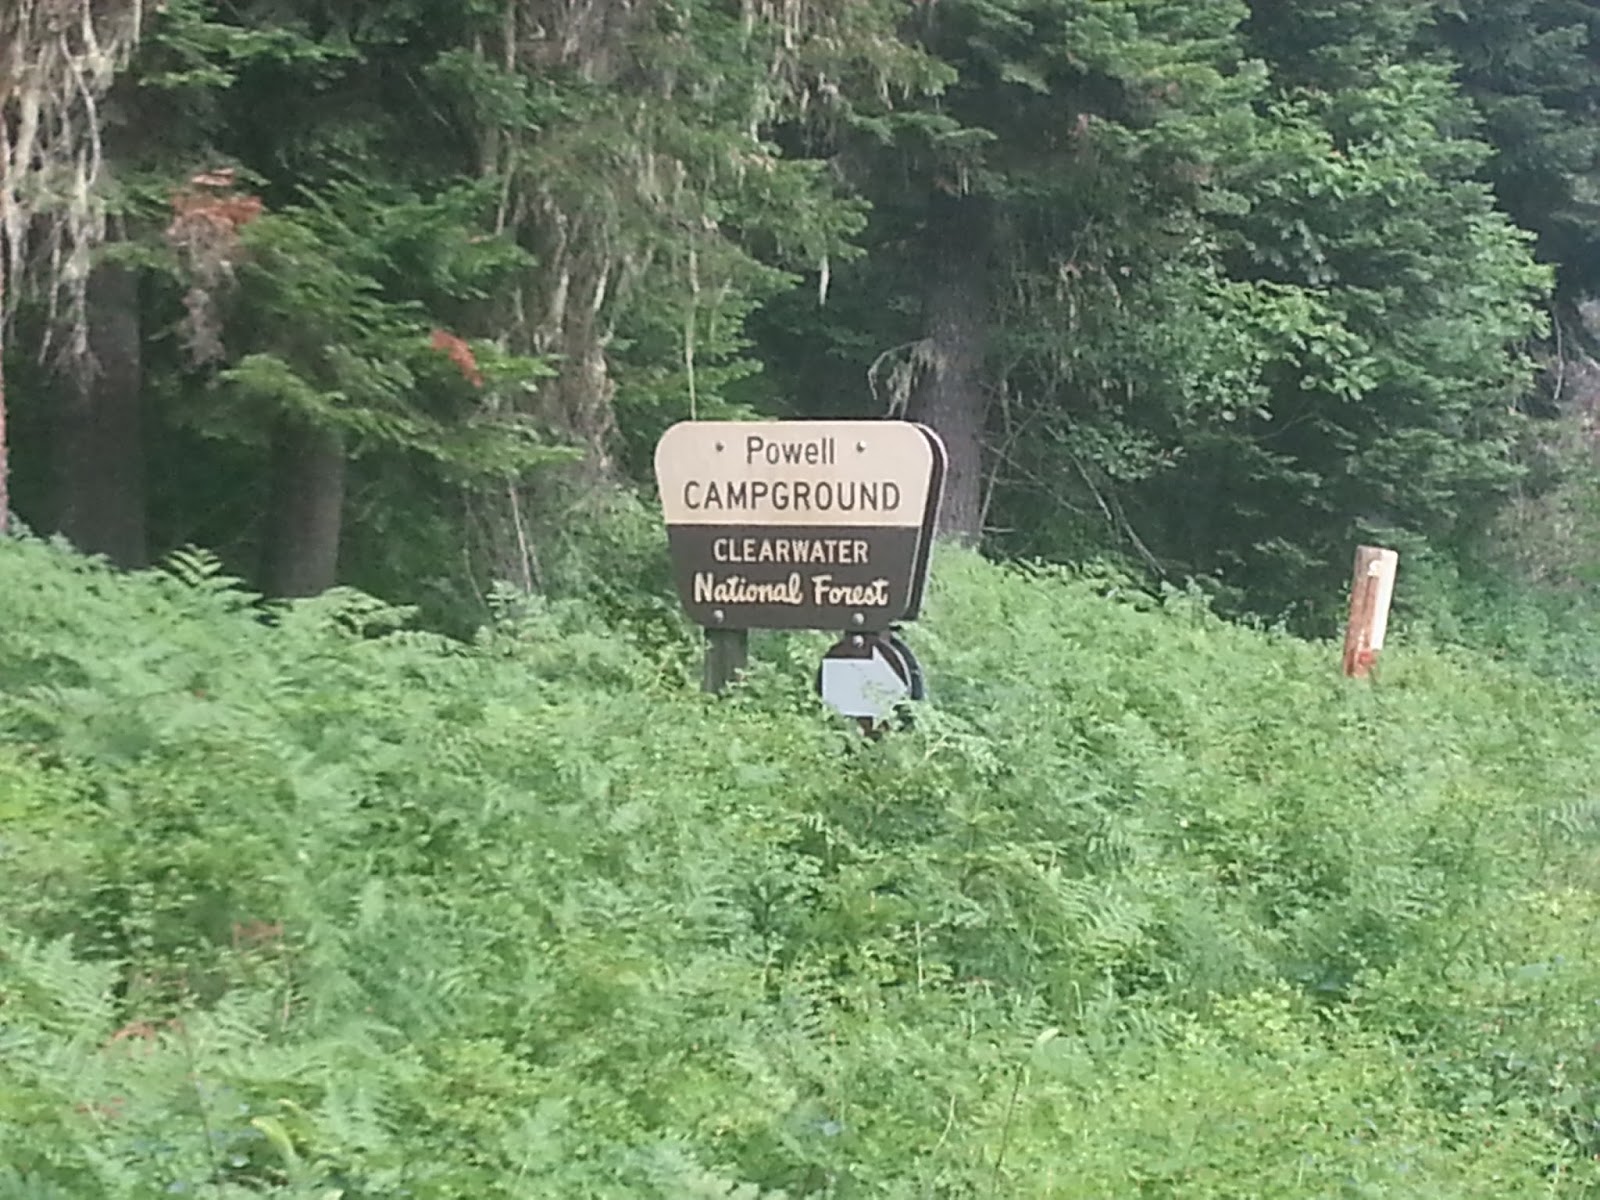 Powell
CAMPGROUND
CLEARWATER
National Forest